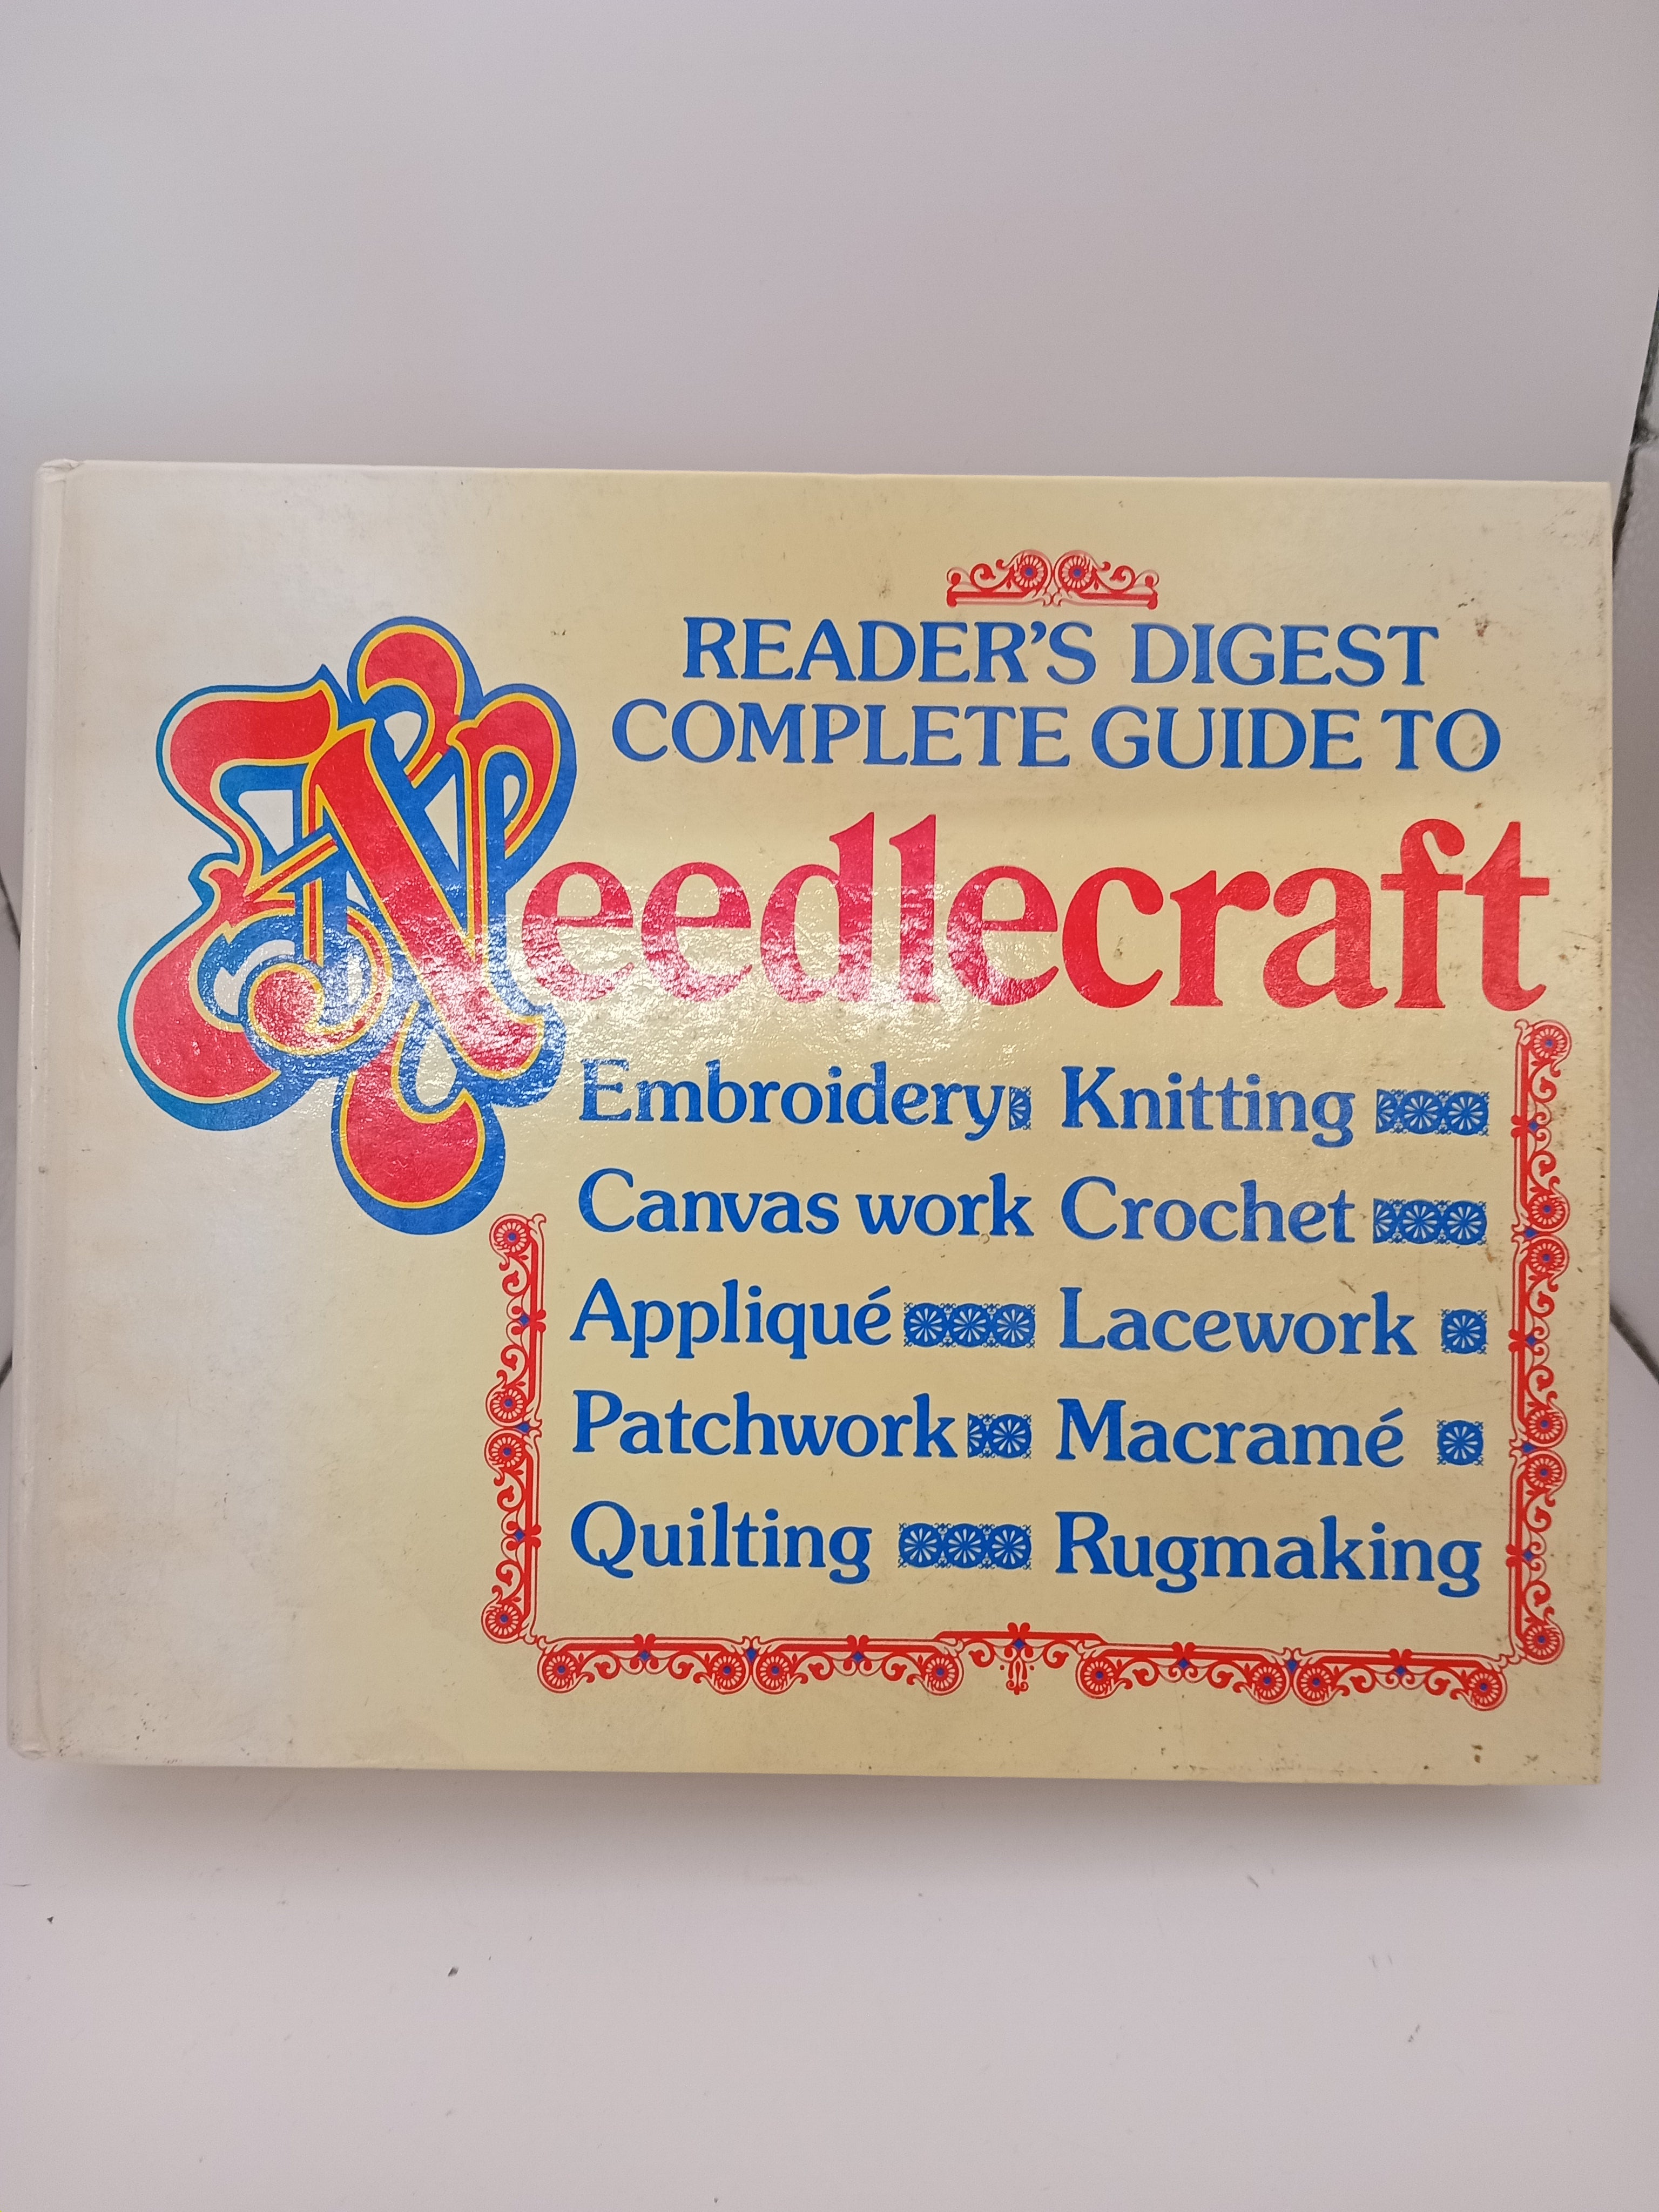 READER'S DIGEST
COMPLETE GUIDE TO
Needlecraft
Embroidery Knitting
Canvas work Crochet
Appliqué Lacework
Patchwork Macramé
Quilting Rugmaking